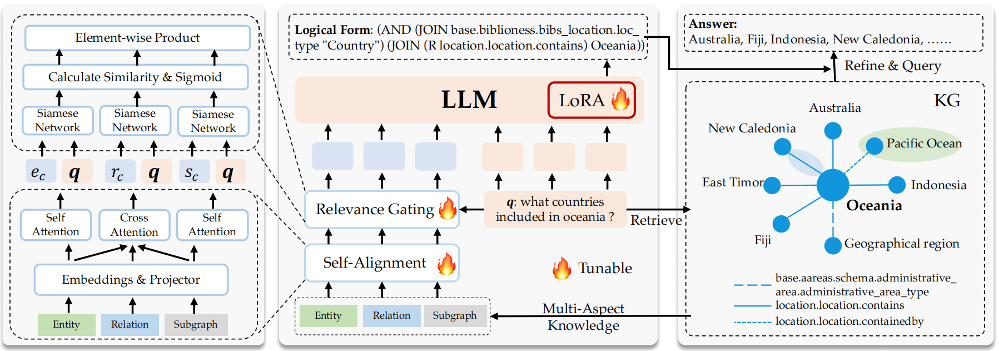 Element-wise Product
Calculate Similarity & Sigmoid
Siamese
Network
Siamese
Network
Siamese
Network
e_c
q
r_c
q
s_c
q
Self
Attention
Cross
Attention
Self
Attention
Embeddings & Projector
Entity
Relation
Subgraph
Logical Form: (AND (JOIN base.biblioness.bibs_location.loc_
type "Country") (JOIN (R location.location.contains) Oceania))
LLM
LoRA
Relevance Gating
q: what countries
included in oceania ?
Self-Alignment
Tunable
Entity
Relation
Subgraph
Multi-Aspect
Knowledge
Retrieve
Answer:
Australia, Fiji, Indonesia, New Caledonia, ......
Refine & Query
KG
Australia
New Caledonia
Pacific Ocean
East Timor
Indonesia
Oceania
Fiji
Geographical region
base.aareas.schema.administrative_
area.administrative_area_type
location.location.contains
location.location.containedby